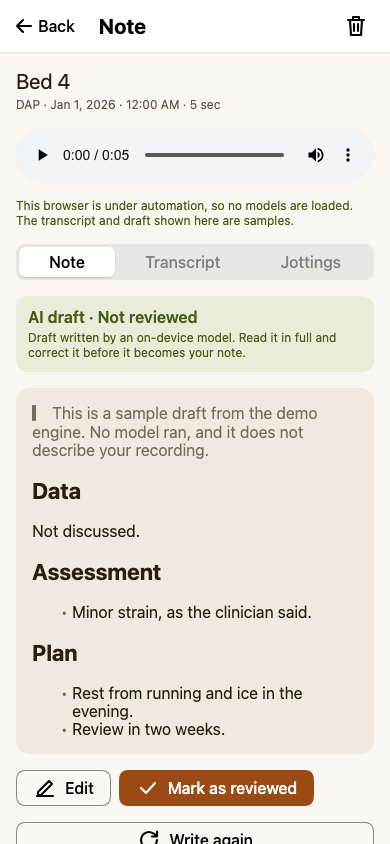 Back Note
Bed 4
DAP · Jan 1, 2026 · 12:00 AM · 5 sec
0:00 / 0:05
This browser is under automation, so no models are loaded.
The transcript and draft shown here are samples.
Note Transcript Jottings
AI draft · Not reviewed
Draft written by an on-device model. Read it in full and
correct it before it becomes your note.
This is a sample draft from the demo
engine. No model ran, and it does not
describe your recording.
Data
Not discussed.
Assessment
• Minor strain, as the clinician said.
Plan
• Rest from running and ice in the
evening.
• Review in two weeks.
Edit Mark as reviewed
Write again